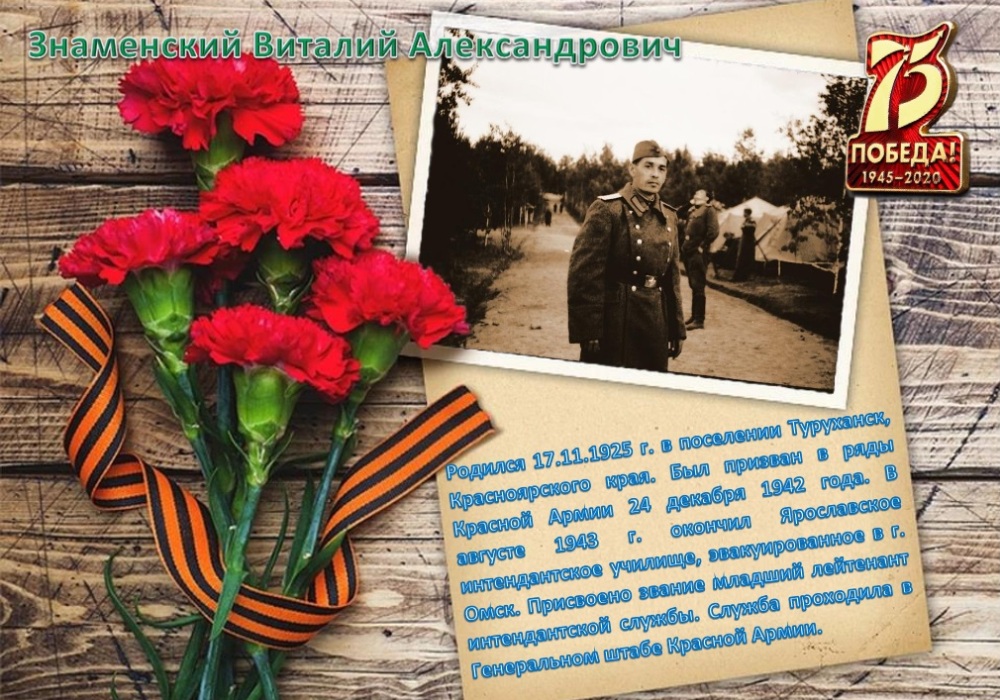 Знаменский Виталий Александрович
75
ПОБЕДА!
1945–2020
Родился 17.11.1925 г. в поселении Туруханск,
Красноярского края. Был призван в ряды
Красной Армии 24 декабря 1942 года. В
августе 1943 г. окончил Ярославское
интендантское училище, эвакуированное в г.
Омск. Присвоено звание младший лейтенант
интендантской службы. Служба проходила в
Генеральном штабе Красной Армии.